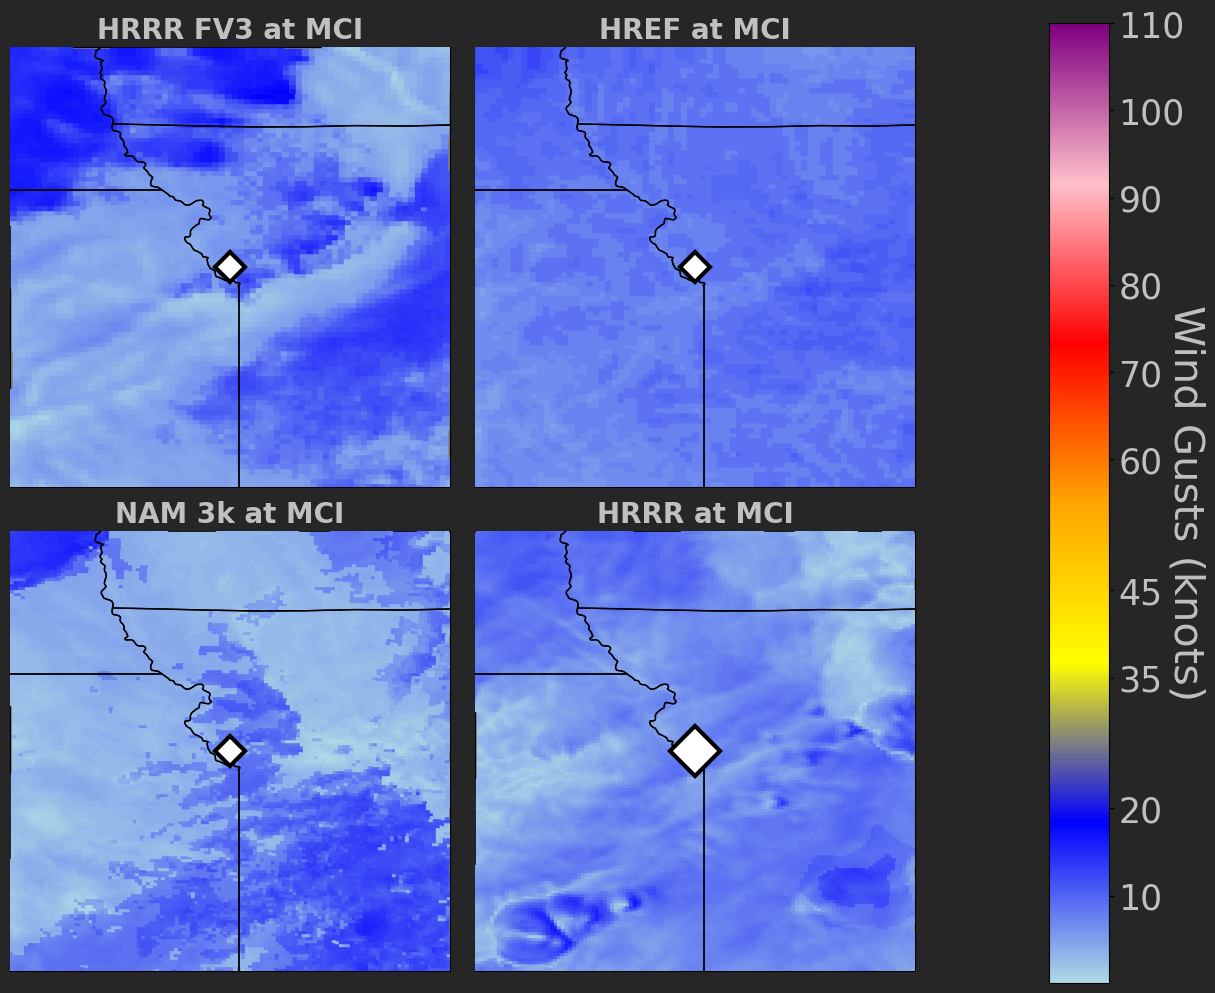 HRRR FV3 at MCI
HREF at MCI
NAM 3k at MCI
HRRR at MCI
110
100
90
80
70
60
45
35
20
10
Wind Gusts (knots)